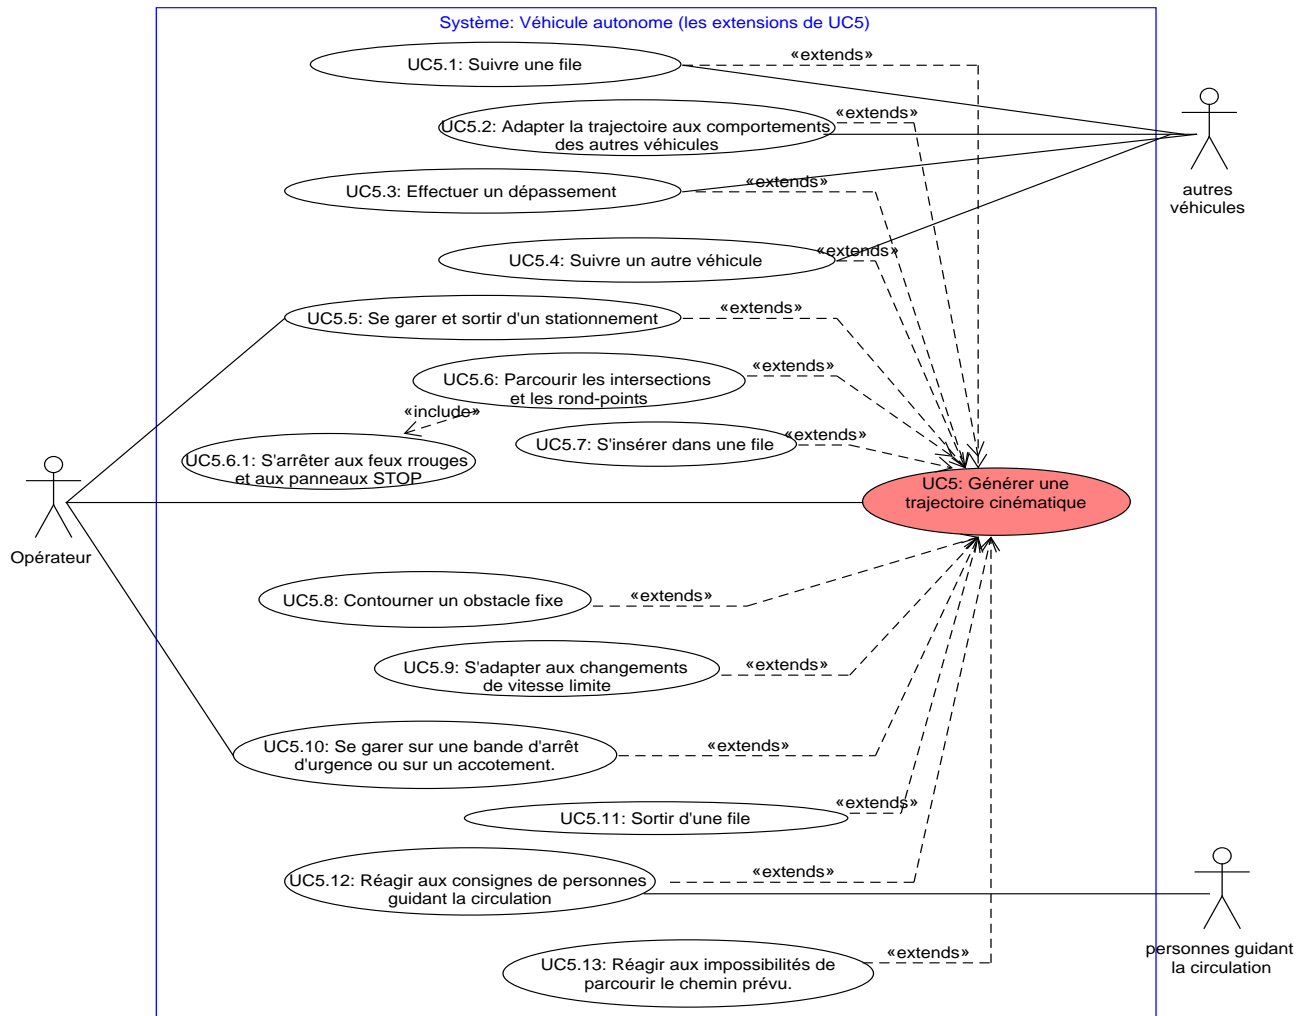 Système: Véhicule autonome (les extensions de UC5)
UC5.1: Suivre une file
«extends»
UC5.2: Adapter la trajectoire aux comportements
des autres véhicules
«extends»
autres
véhicules
UC5.3: Effectuer un dépassement
«extends»
UC5.4: Suivre un autre véhicule
«extends»
UC5.5: Se garer et sortir d'un stationnement
«extends»
UC5.6: Parcourir les intersections
et les rond-points
«extends»
«include»
UC5.7: S'insérer dans une file
«extends»
UC5.6.1: S'arrêter aux feux rrouges
et aux panneaux STOP
UC5: Générer une
trajectoire cinématique
Opérateur
UC5.8: Contourner un obstacle fixe
«extends»
UC5.9: S'adapter aux changements
de vitesse limite
«extends»
UC5.10: Se garer sur une bande d'arrêt
d'urgence ou sur un accotement.
«extends»
UC5.11: Sortir d'une file
«extends»
UC5.12: Réagir aux consignes de personnes
guidant la circulation
«extends»
personnes guidant
la circulation
UC5.13: Réagir aux impossibilités de
parcourir le chemin prévu.
«extends»